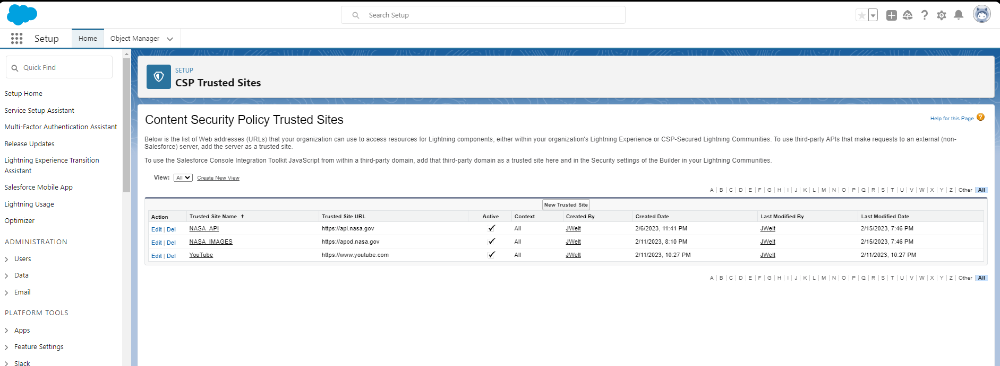 Search Setup
Setup
Home
Object Manager
Quick Find
Setup Home
Service Setup Assistant
Multi-Factor Authentication Assistant
Release Updates
Lightning Experience Transition
Assistant
Salesforce Mobile App
Lightning Usage
Optimizer
ADMINISTRATION
Users
Data
Email
PLATFORM TOOLS
Apps
Feature Settings
Slack
SETUP
CSP Trusted Sites
Content Security Policy Trusted Sites
Help for this Page ?
Below is the list of Web addresses (URLs) that your organization can use to access resources for Lightning components, either within your organization's Lightning Experience or CSP-Secured Lightning Communities. To use third-party APIs that make requests to an external (non-
Salesforce) server, add the server as a trusted site.
To use the Salesforce Console Integration Toolkit JavaScript from within a third-party domain, add that third-party domain as a trusted site here and in the Security settings of the Builder in your Lightning Communities.
View: All Create New View
A | B | C | D | E | F | G | H | I | J | K | L | M | N | O | P | Q | R | S | T | U | V | W | X | Y | Z | Other | All
New Trusted Site
Action Trusted Site Name ↑ Trusted Site URL Active Context Created By Created Date Last Modified By Last Modified Date
Edit | Del NASA_API https://api.nasa.gov ✓ All JWelt 2/6/2023, 11:41 PM JWelt 2/15/2023, 7:46 PM
Edit | Del NASA_IMAGES https://apod.nasa.gov ✓ All JWelt 2/11/2023, 8:10 PM JWelt 2/15/2023, 7:46 PM
Edit | Del YouTube https://www.youtube.com ✓ All JWelt 2/11/2023, 10:27 PM JWelt 2/11/2023, 10:27 PM
A | B | C | D | E | F | G | H | I | J | K | L | M | N | O | P | Q | R | S | T | U | V | W | X | Y | Z | Other | All